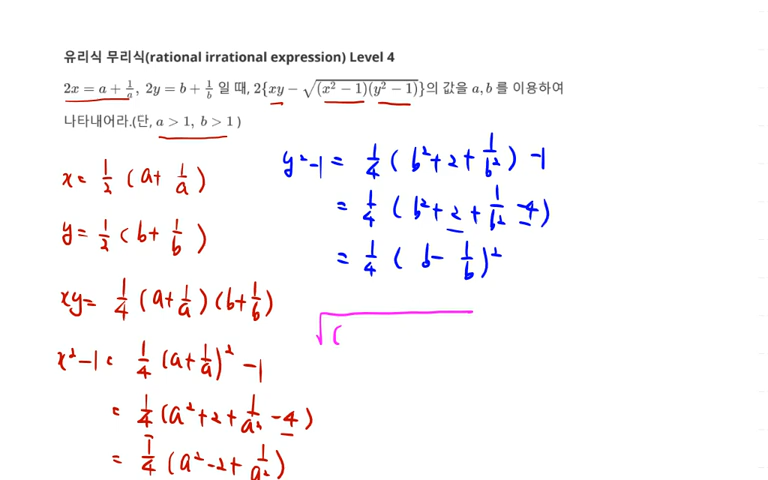 유리식 무리식(rational irrational expression) Level 4
2x = a + 1/a, 2y = b + 1/b 일 때, 2{xy − √((x² − 1)(y² − 1))}의 값을 a, b 를 이용하여
나타내어라.(단, a > 1, b > 1 )
x = 1/2 (a + 1/a)
y = 1/2 (b + 1/b)
xy = 1/4 (a + 1/a)(b + 1/b)
x² − 1 = 1/4 (a + 1/a)² − 1
= 1/4 (a² + 2 + 1/a² − 4)
= 1/4 (a² − 2 + 1/a²)
y² − 1 = 1/4 (b² + 2 + 1/b²) − 1
= 1/4 (b² + 2 + 1/b² − 4)
= 1/4 (b − 1/b)²
√(